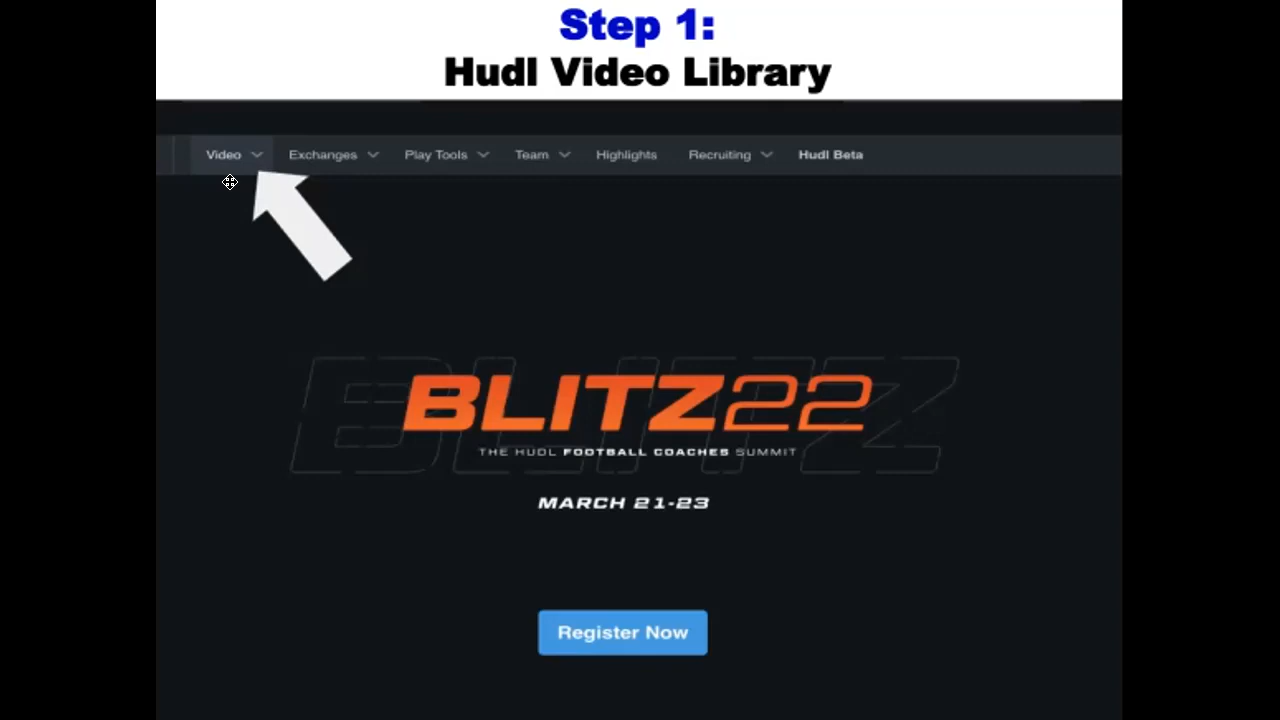 Step 1:
Hudl Video Library
Video Exchanges Play Tools Team Highlights Recruiting Hudl Beta
BLITZ
BLITZ22
THE HUDL FOOTBALL COACHES SUMMIT
MARCH 21-23
Register Now